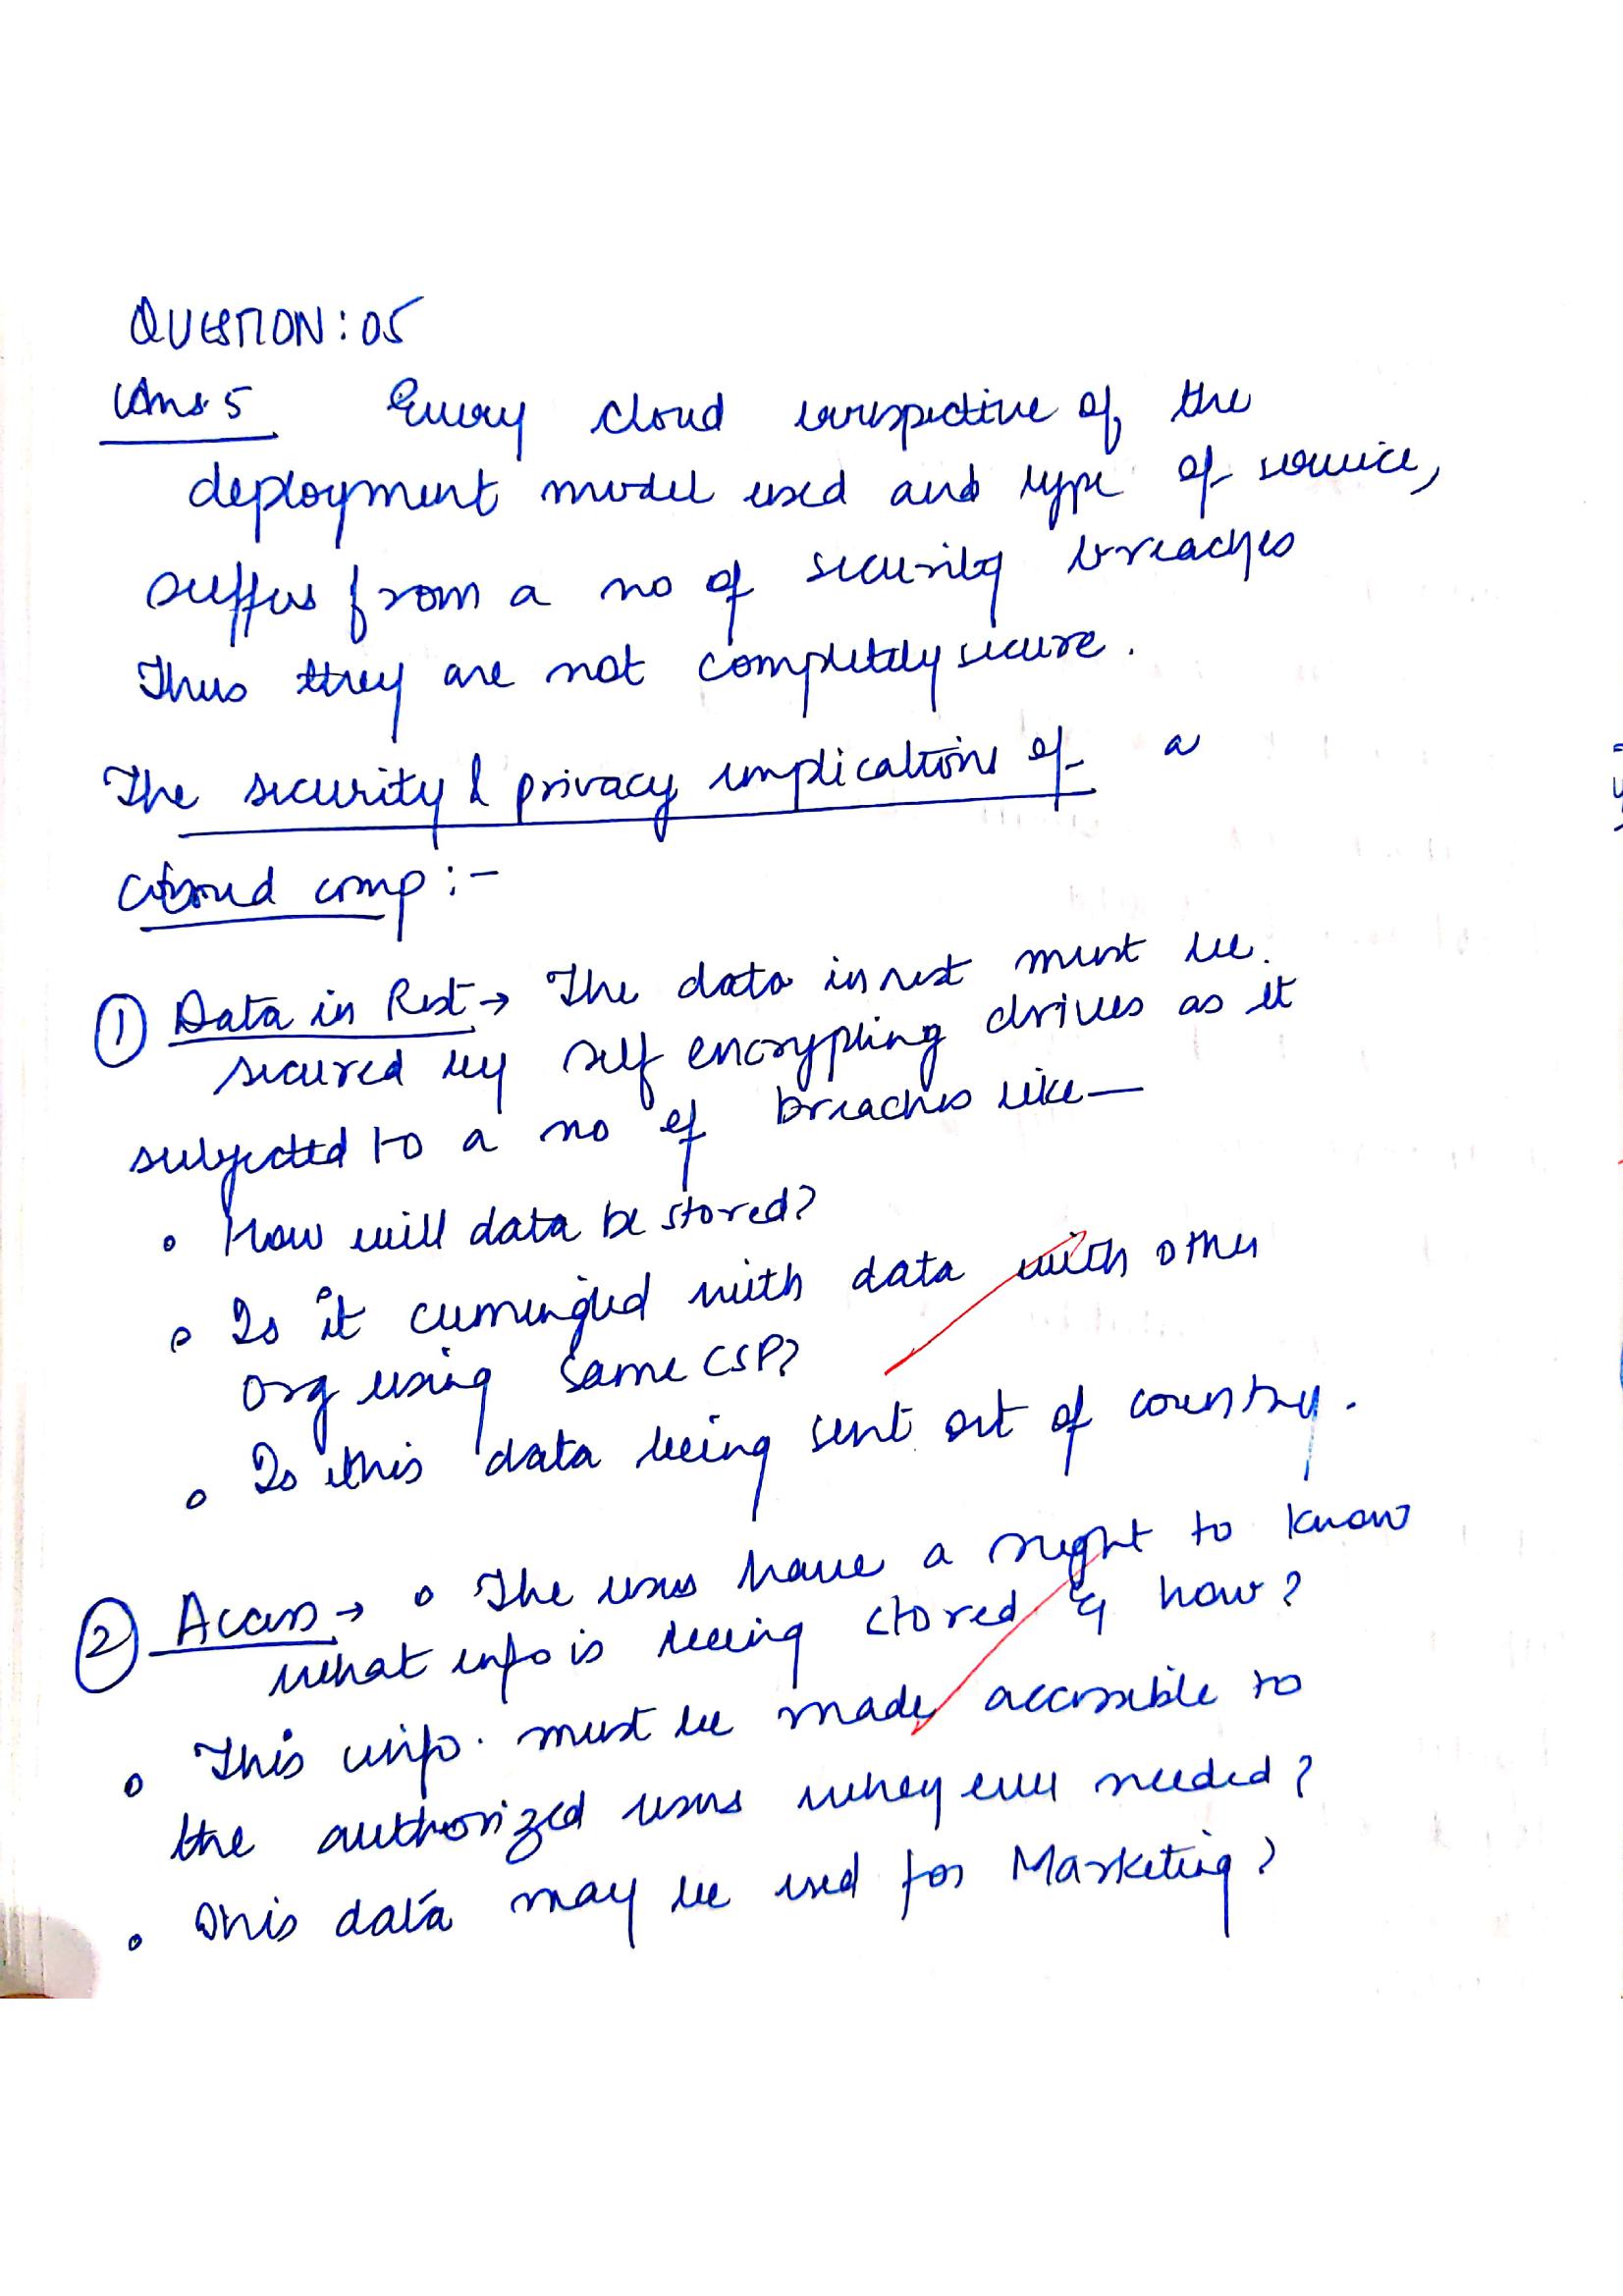 QUESTION: 05
Ans 5 Every cloud irrespective of the
deployment model used and type of service,
suffers from a no of security breaches
Thus they are not completely secure.
The security & privacy implications of a
cloud comp:-
① Data in Rest → The data in rest must be.
secured by self encrypting drives as it
subjected to a no of breaches like —
• How will data be stored?
• Is it cumingled with data with other
org using same CSP?
• Is this data being sent out of country.
② Access → • The users have a right to know
what info is being stored & how?
• This info. must be made accessible to
the authorized users whey ever needed?
• This data may be used for Marketing?